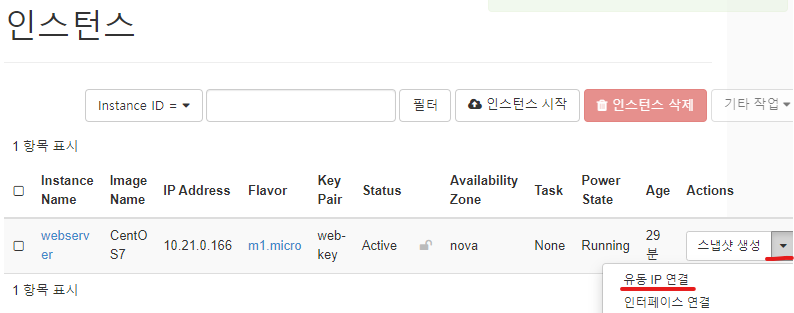 인스턴스
Instance ID =
필터
인스턴스 시작
인스턴스 삭제
기타 작업
1 항목 표시
Instance Name
Image Name
IP Address
Flavor
Key Pair
Status
Availability Zone
Task
Power State
Age
Actions
webserv
er
CentO
S7
10.21.0.166
m1.micro
web-
key
Active
nova
None
Running
29
분
스냅샷 생성
유동 IP 연결
인터페이스 연결
1 항목 표시